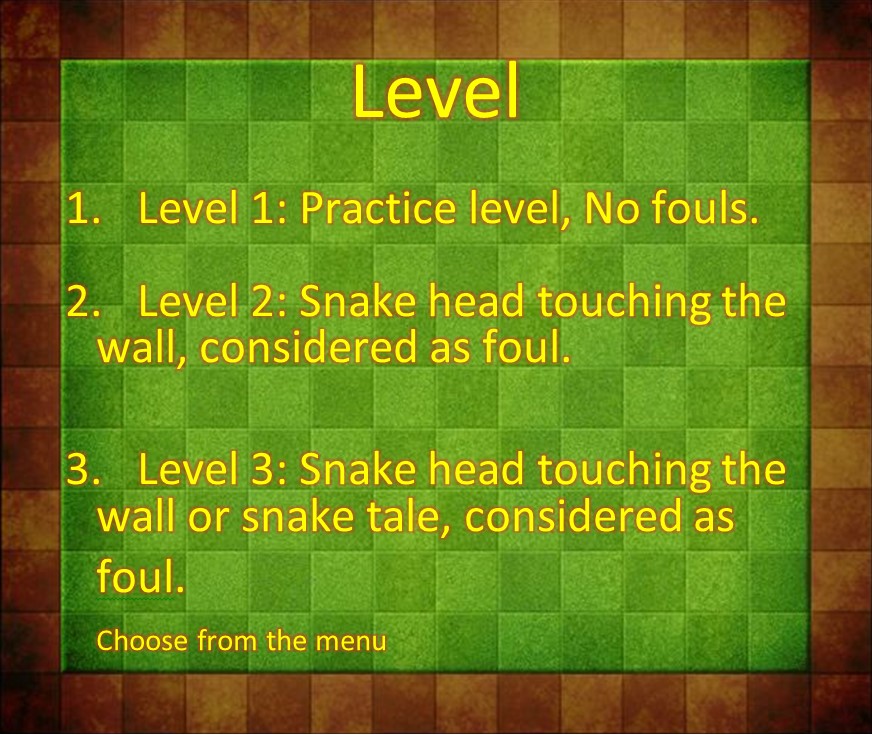 Level
1. Level 1: Practice level, No fouls.
2. Level 2: Snake head touching the
wall, considered as foul.
3. Level 3: Snake head touching the
wall or snake tale, considered as
foul.
Choose from the menu